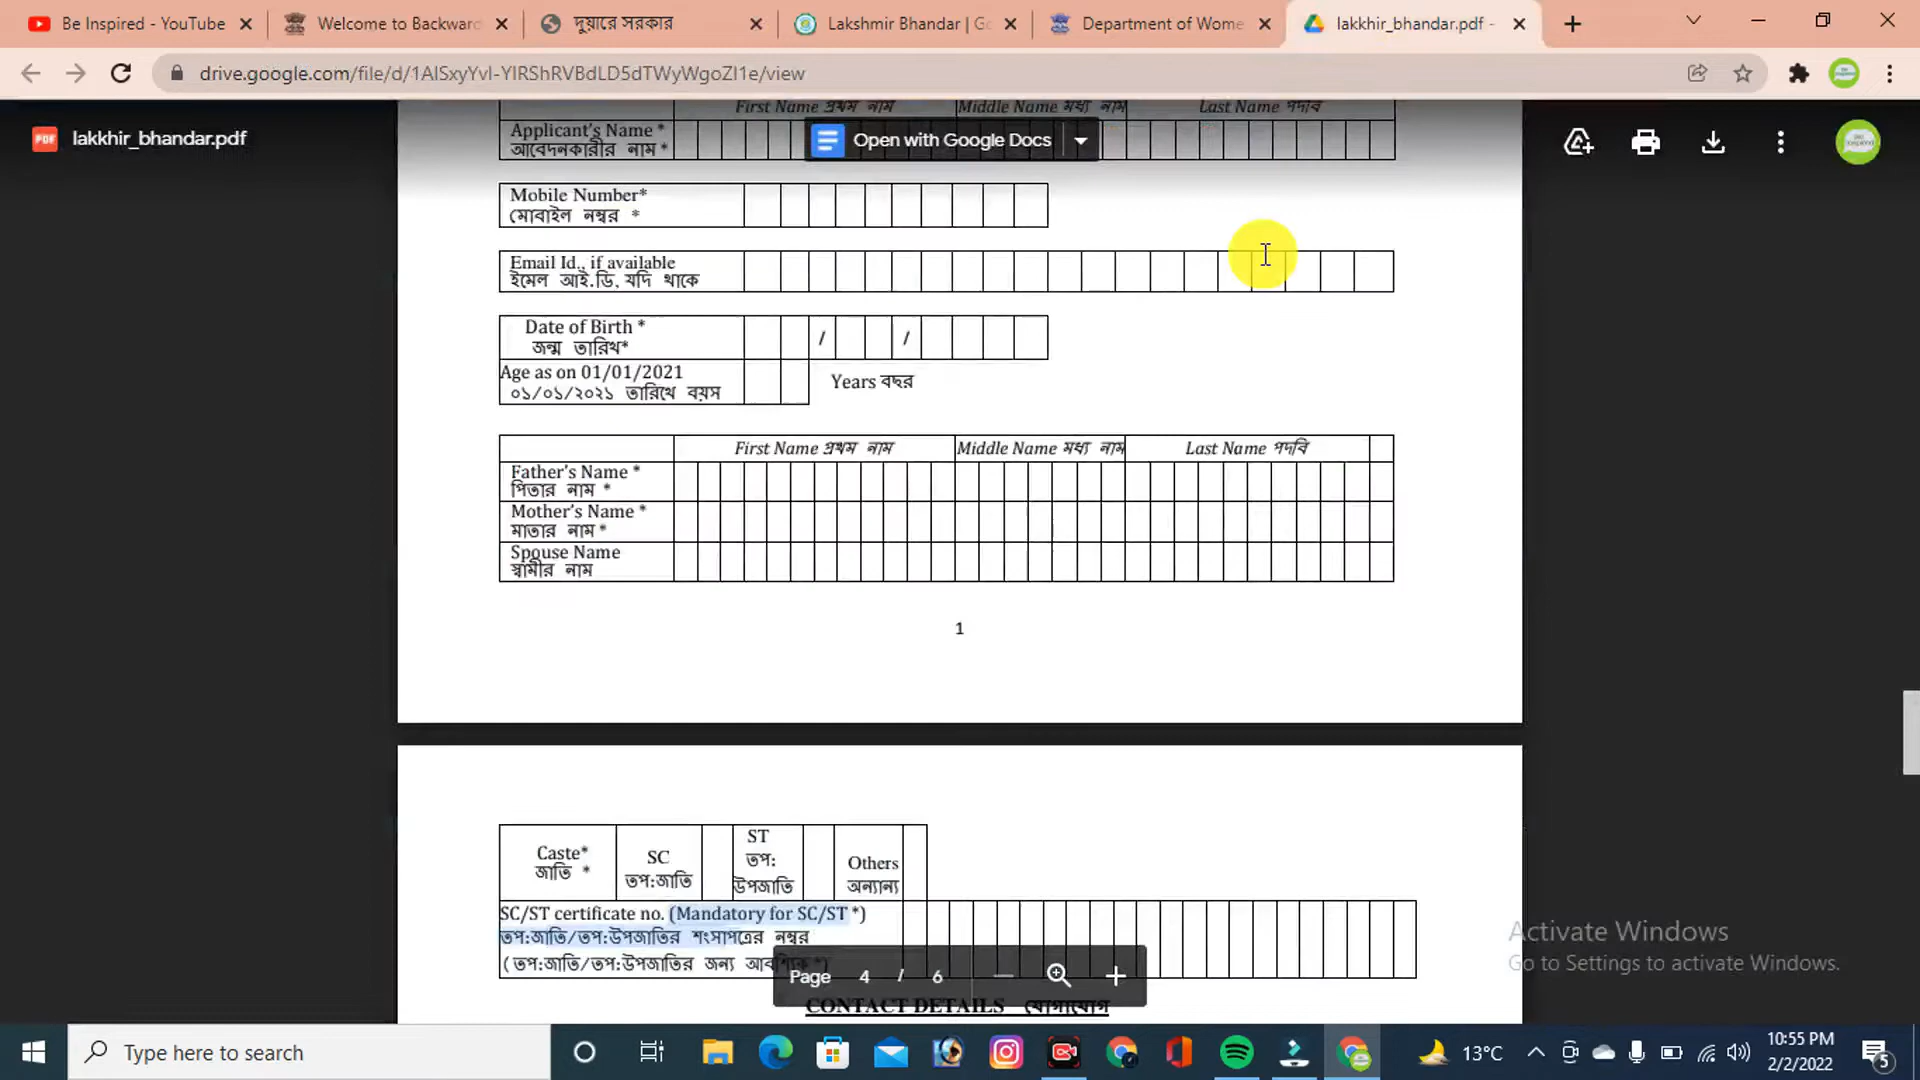 Be Inspired - YouTube
Welcome to Backward
দুয়ারে সরকার
Lakshmir Bhandar | Go
Department of Wome
lakkhir_bhandar.pdf -
drive.google.com/file/d/1AISxyYvI-YIRShRVBdLD5dTWyWgoZI1e/view
PDF lakkhir_bhandar.pdf
Open with Google Docs
First Name প্রথম নাম Middle Name মধ্য নাম Last Name পদবি
Applicant's Name *
আবেদনকারীর নাম *
Mobile Number*
মোবাইল নম্বর *
Email Id., if available
ইমেল আই.ডি, যদি থাকে
Date of Birth *
জন্ম তারিখ*
/ /
Age as on 01/01/2021
০১/০১/২০২১ তারিখে বয়স
Years বছর
First Name প্রথম নাম Middle Name মধ্য নাম Last Name পদবি
Father's Name *
পিতার নাম *
Mother's Name *
মাতার নাম *
Spouse Name
স্বামীর নাম
1
Caste*
জাতি *
SC
তপ:জাতি
ST
তপ:
উপজাতি
Others
অন্যান্য
SC/ST certificate no. (Mandatory for SC/ST *)
তপ:জাতি/তপ:উপজাতির শংসাপত্রের নম্বর
(তপ:জাতি/তপ:উপজাতির জন্য আবশ্যিক *)
Page 4 / 6
CONTACT DETAILS যোগাযোগ
Activate Windows
Go to Settings to activate Windows.
Type here to search
13°C
10:55 PM
2/2/2022
5